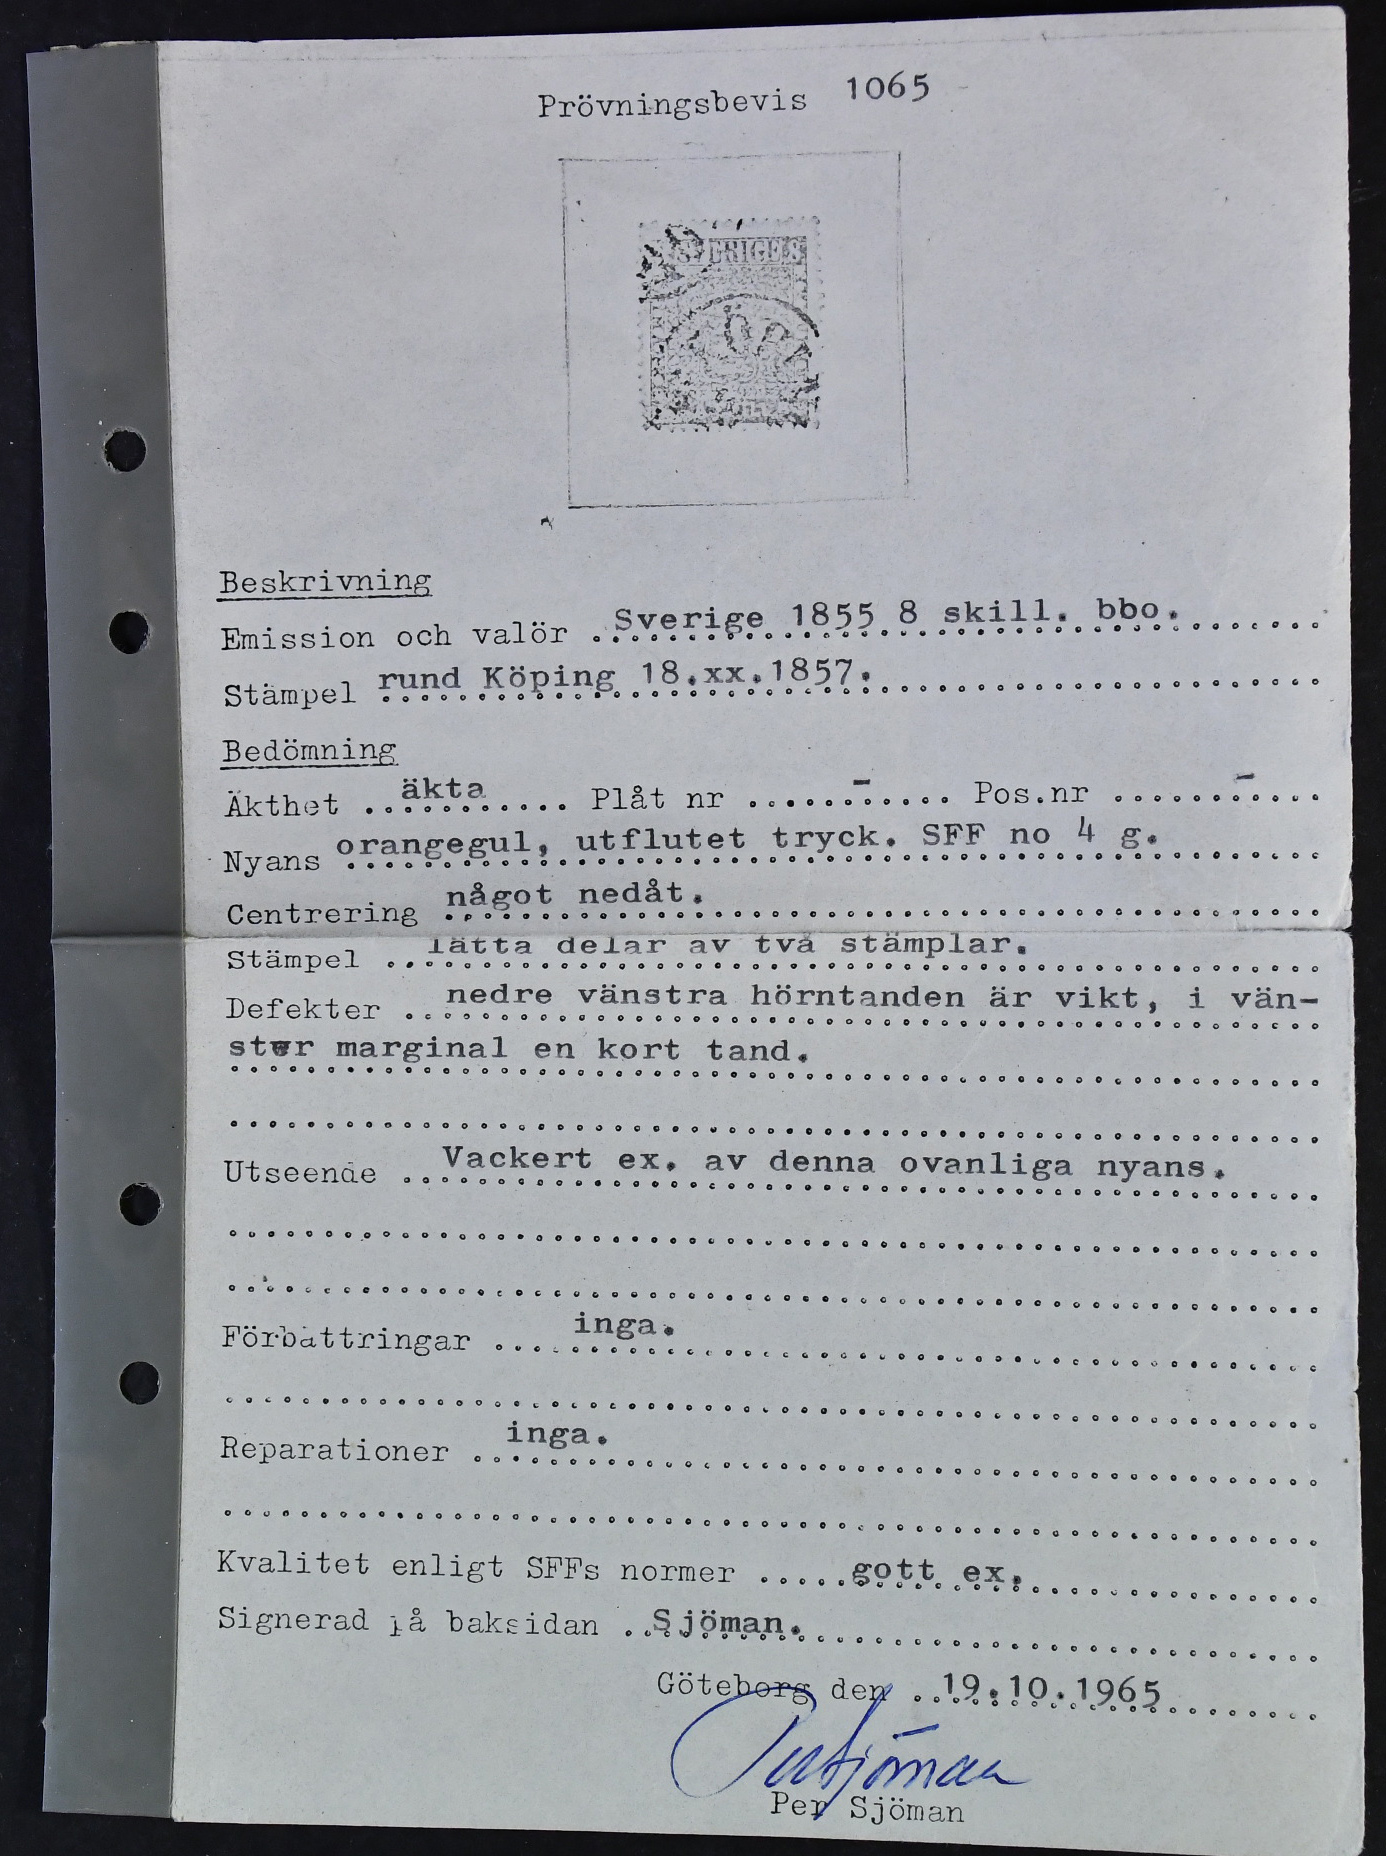 Prövningsbevis 1065
SVERIGES
Beskrivning
Emission och valör Sverige 1855 8 skill. bbo.
Stämpel rund Köping 18.xx.1857.
Bedömning
Äkthet äkta Plåt nr - Pos.nr -
Nyans orangegul, utflutet tryck. SFF no 4 g.
Centrering något nedåt.
Stämpel lätta delar av två stämplar.
Defekter nedre vänstra hörntanden är vikt, i vän-
ster marginal en kort tand.
Utseende Vackert ex. av denna ovanliga nyans.
Förbättringar inga.
Reparationer inga.
Kvalitet enligt SFFs normer gott ex.
Signerad på baksidan Sjöman.
Göteborg den 19.10.1965
Per Sjöman
Per Sjöman